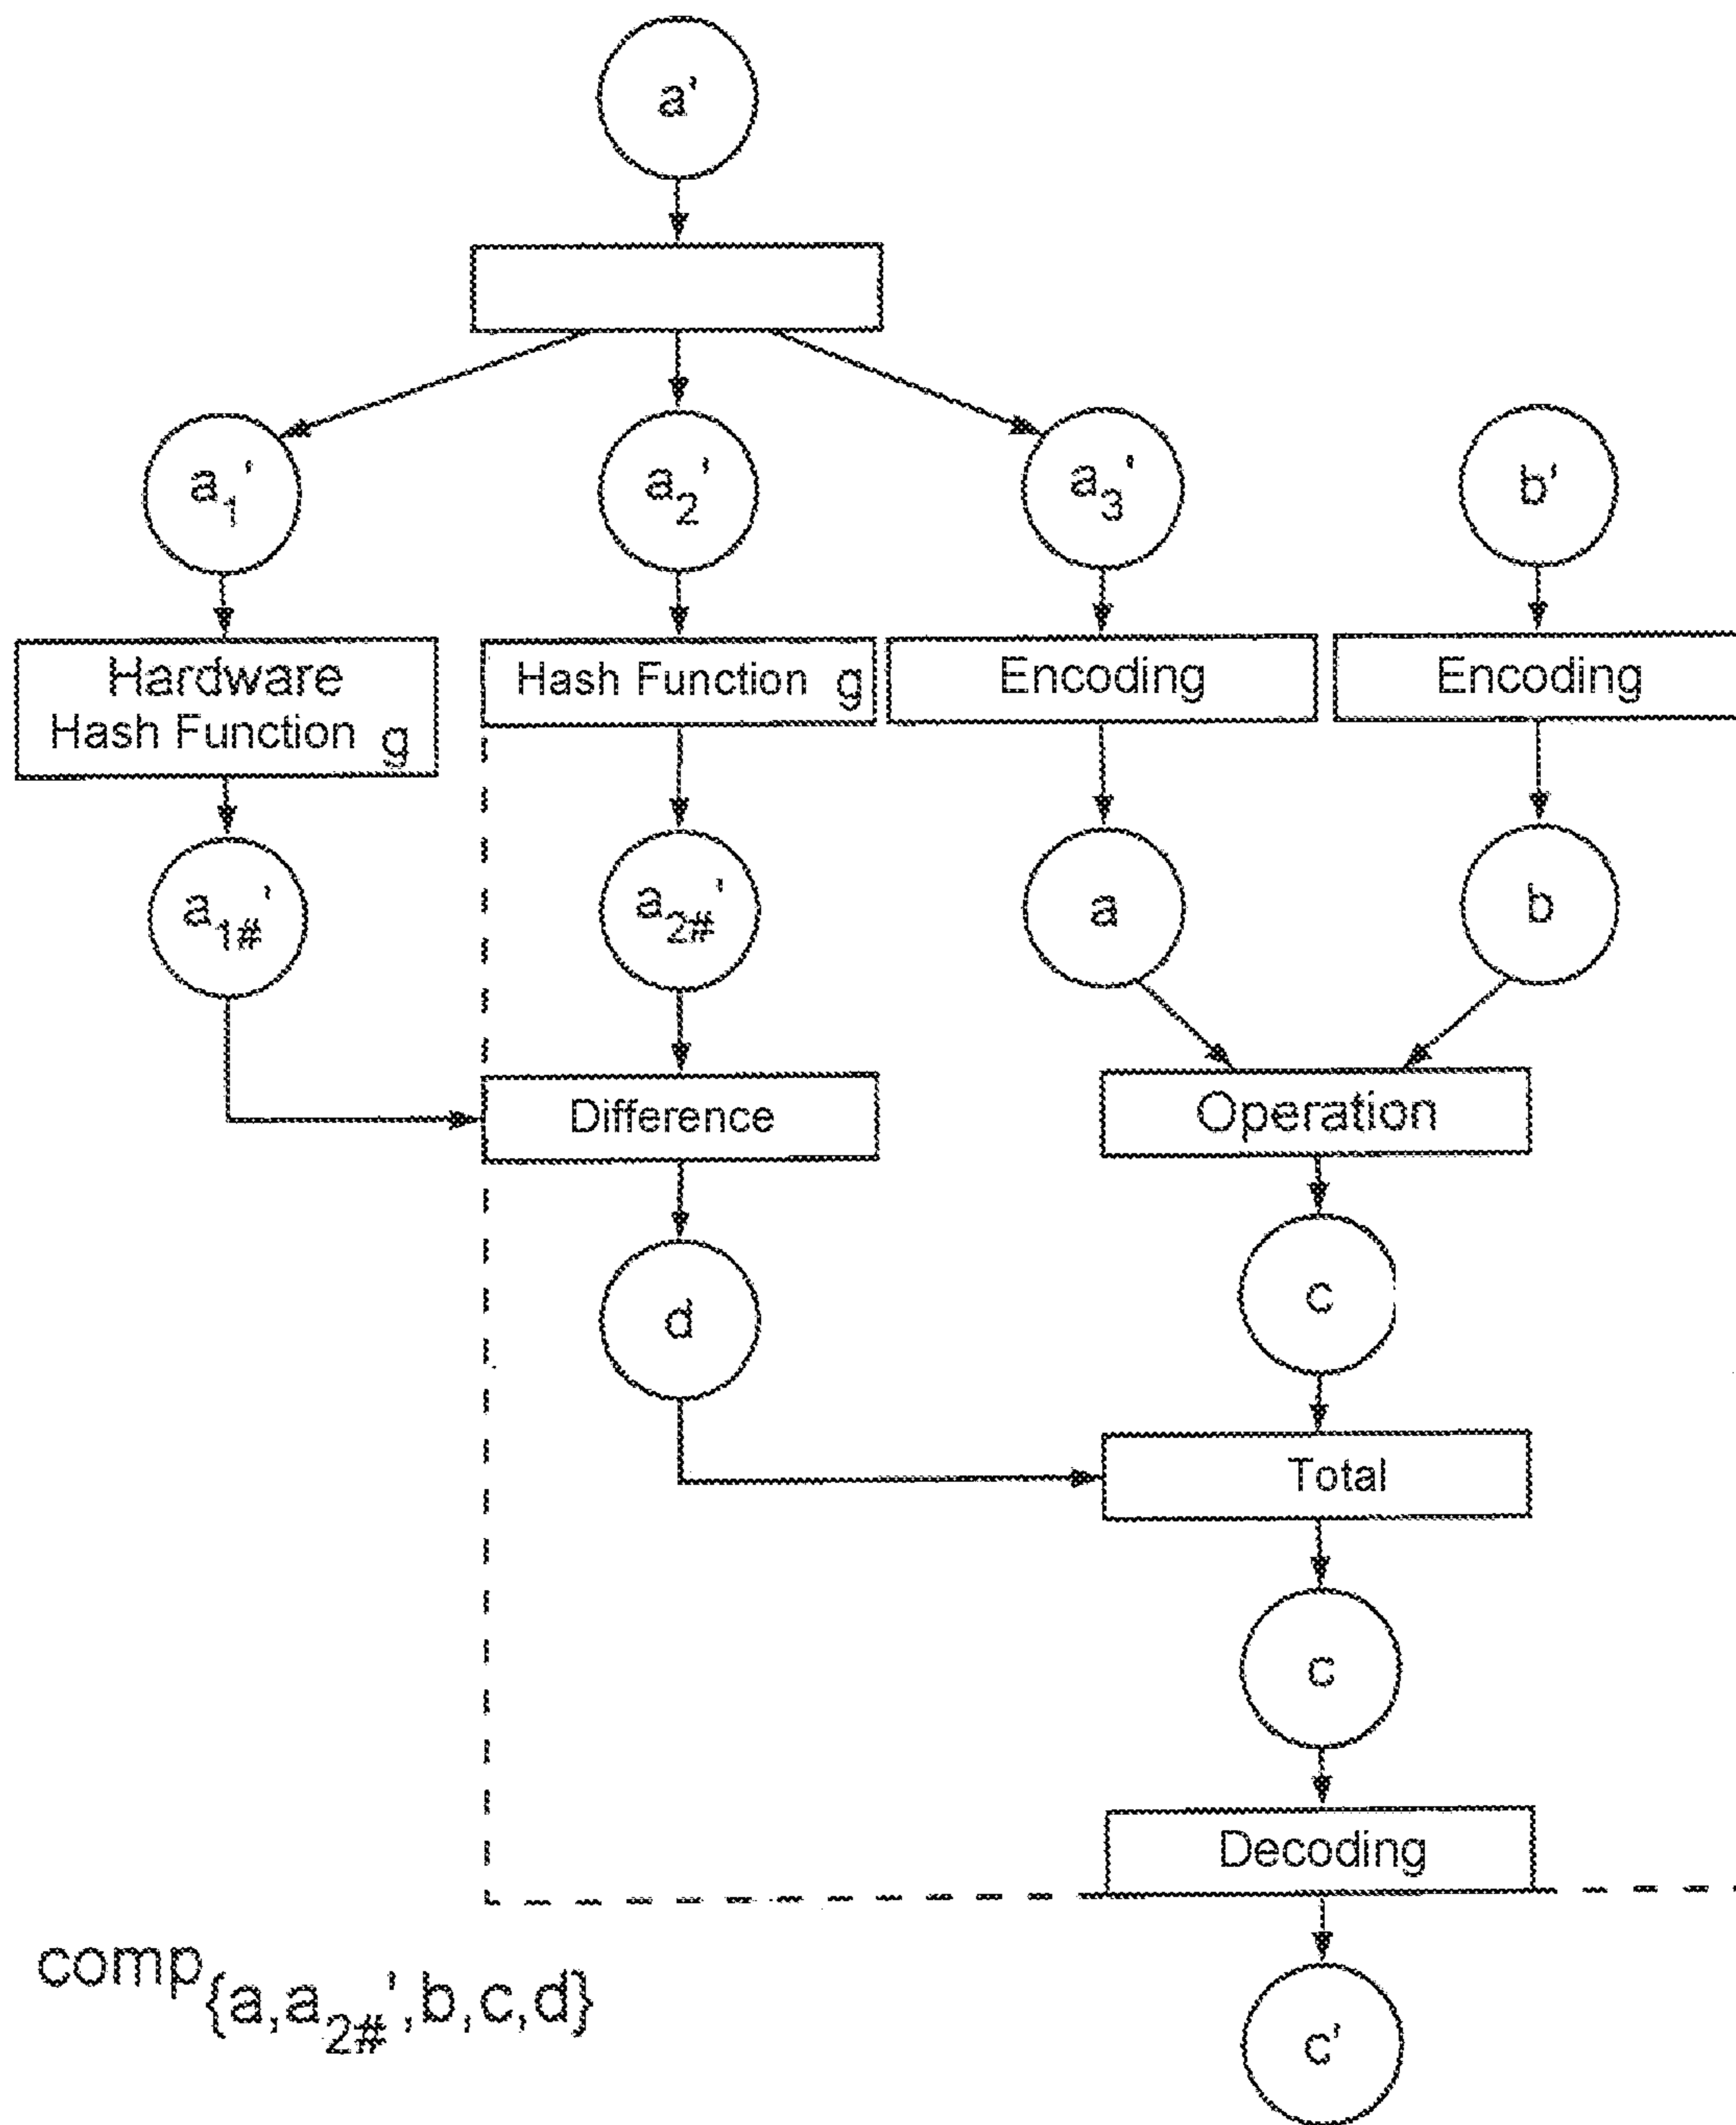 a'
a1' a2' a3' b'
Hardware
Hash Function g
Hash Function g
Encoding
Encoding
a1#' a2#' a b
Difference
Operation
d
c
Total
c
Decoding
c'
comp{a,a2#',b,c,d}